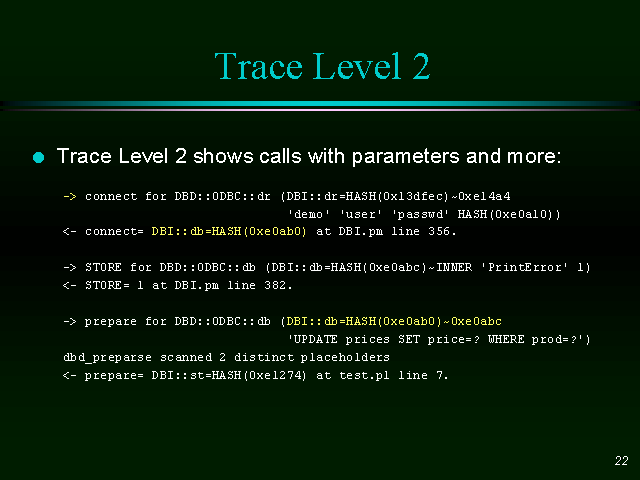 Trace Level 2
Trace Level 2 shows calls with parameters and more:
-> connect for DBD::ODBC::dr (DBI::dr=HASH(0x13dfec)~0xe14a4
'demo' 'user' 'passwd' HASH(0xe0a10))
<- connect= DBI::db=HASH(0xe0ab0) at DBI.pm line 356.
-> STORE for DBD::ODBC::db (DBI::db=HASH(0xe0abc)~INNER 'PrintError' 1)
<- STORE= 1 at DBI.pm line 382.
-> prepare for DBD::ODBC::db (DBI::db=HASH(0xe0ab0)~0xe0abc
'UPDATE prices SET price=? WHERE prod=?')
dbd_preparse scanned 2 distinct placeholders
<- prepare= DBI::st=HASH(0xe1274) at test.pl line 7.
22